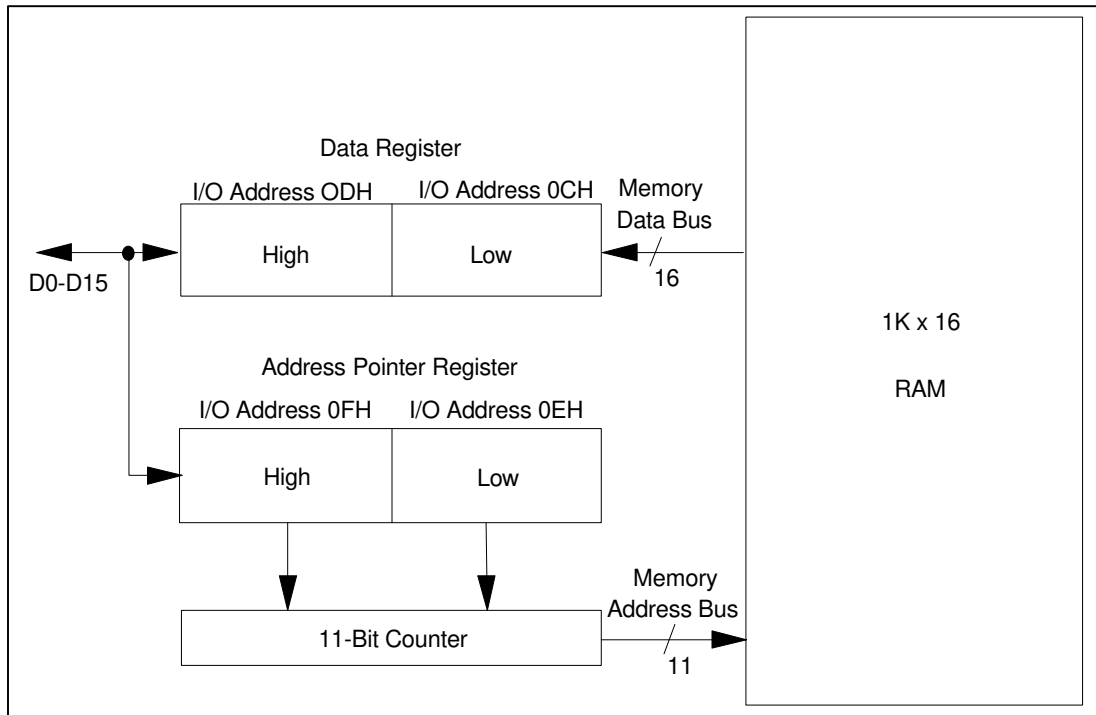 Data Register
I/O Address ODH
I/O Address 0CH
High
Low
D0-D15
Memory
Data Bus
16
1K x 16
RAM
Address Pointer Register
I/O Address 0FH
I/O Address 0EH
High
Low
11-Bit Counter
Memory
Address Bus
11